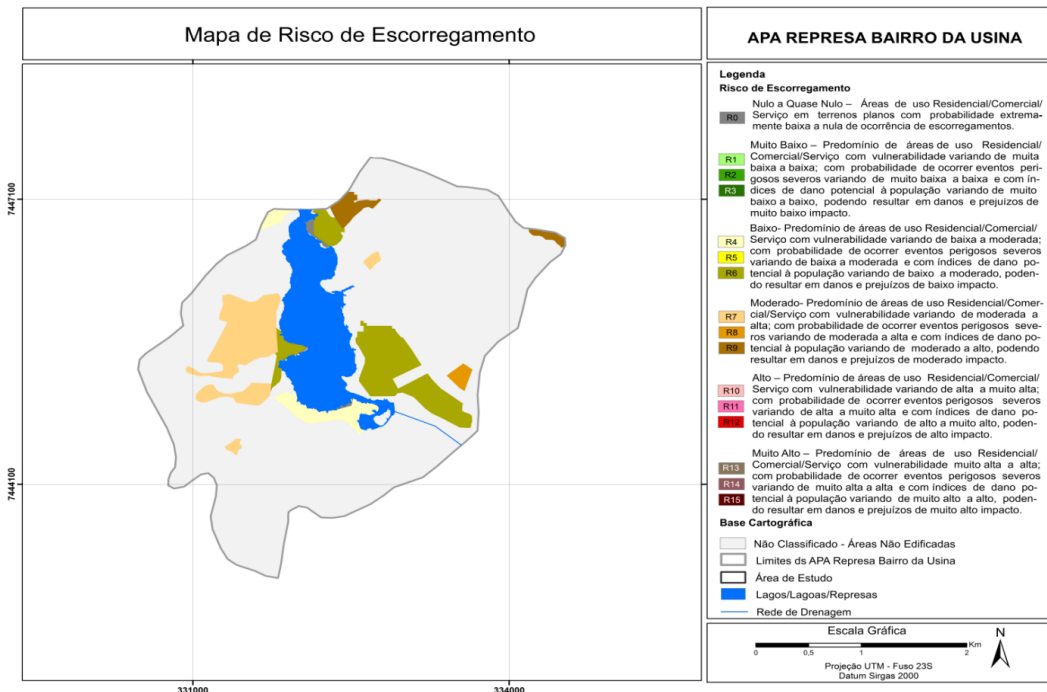 Mapa de Risco de Escorregamento
APA REPRESA BAIRRO DA USINA
7447100
7444100
331000
334000
Legenda
Risco de Escorregamento
R0
Nulo a Quase Nulo – Áreas de uso Residencial/Comercial/
Serviço em terrenos planos com probabilidade extrema-
mente baixa a nula de ocorrência de escorregamentos.
R1
R2
R3
Muito Baixo – Predomínio de áreas de uso Residencial/
Comercial/Serviço com vulnerabilidade variando de muita
baixa a baixa; com probabilidade de ocorrer eventos peri-
gosos severos variando de muito baixa a baixa e com ín-
dices de dano potencial à população variando de muito
baixo a baixo, podendo resultar em danos e prejuízos de
muito baixo impacto.
R4
R5
R6
Baixo- Predomínio de áreas de uso Residencial/Comercial/
Serviço com vulnerabilidade variando de baixa a moderada;
com probabilidade de ocorrer eventos perigosos severos
variando de baixa a moderada e com índices de dano po-
tencial à população variando de baixo a moderado, poden-
do resultar em danos e prejuízos de baixo impacto.
R7
R8
R9
Moderado- Predomínio de áreas de uso Residencial/Comer-
cial/Serviço com vulnerabilidade variando de moderada a
alta; com probabilidade de ocorrer eventos perigosos seve-
ros variando de moderada a alta e com índices de dano po-
tencial à população variando de moderado a alto, podendo
resultar em danos e prejuízos de moderado impacto.
R10
R11
R12
Alto – Predomínio de áreas de uso Residencial/Comercial/
Serviço com vulnerabilidade variando de alta a muito alta;
com probabilidade de ocorrer eventos perigosos severos
variando de alta a muito alta e com índices de dano po-
tencial à população variando de alto a muito alto, poden-
do resultar em danos e prejuízos de alto impacto.
R13
R14
R15
Muito Alto – Predomínio de áreas de uso Residencial/
Comercial/Serviço com vulnerabilidade muito alta a alta;
com probabilidade de ocorrer eventos perigosos severos
variando de muito alta a alta e com índices de dano po-
tencial à população variando de muito alto a alto, poden-
do resultar em danos e prejuízos de muito alto impacto.
Base Cartográfica
Não Classificado - Áreas Não Edificadas
Limites ds APA Represa Bairro da Usina
Área de Estudo
Lagos/Lagoas/Represas
Rede de Drenagem
Escala Gráfica
N
Km
0 0,5 1 2
Projeção UTM - Fuso 23S
Datum Sirgas 2000